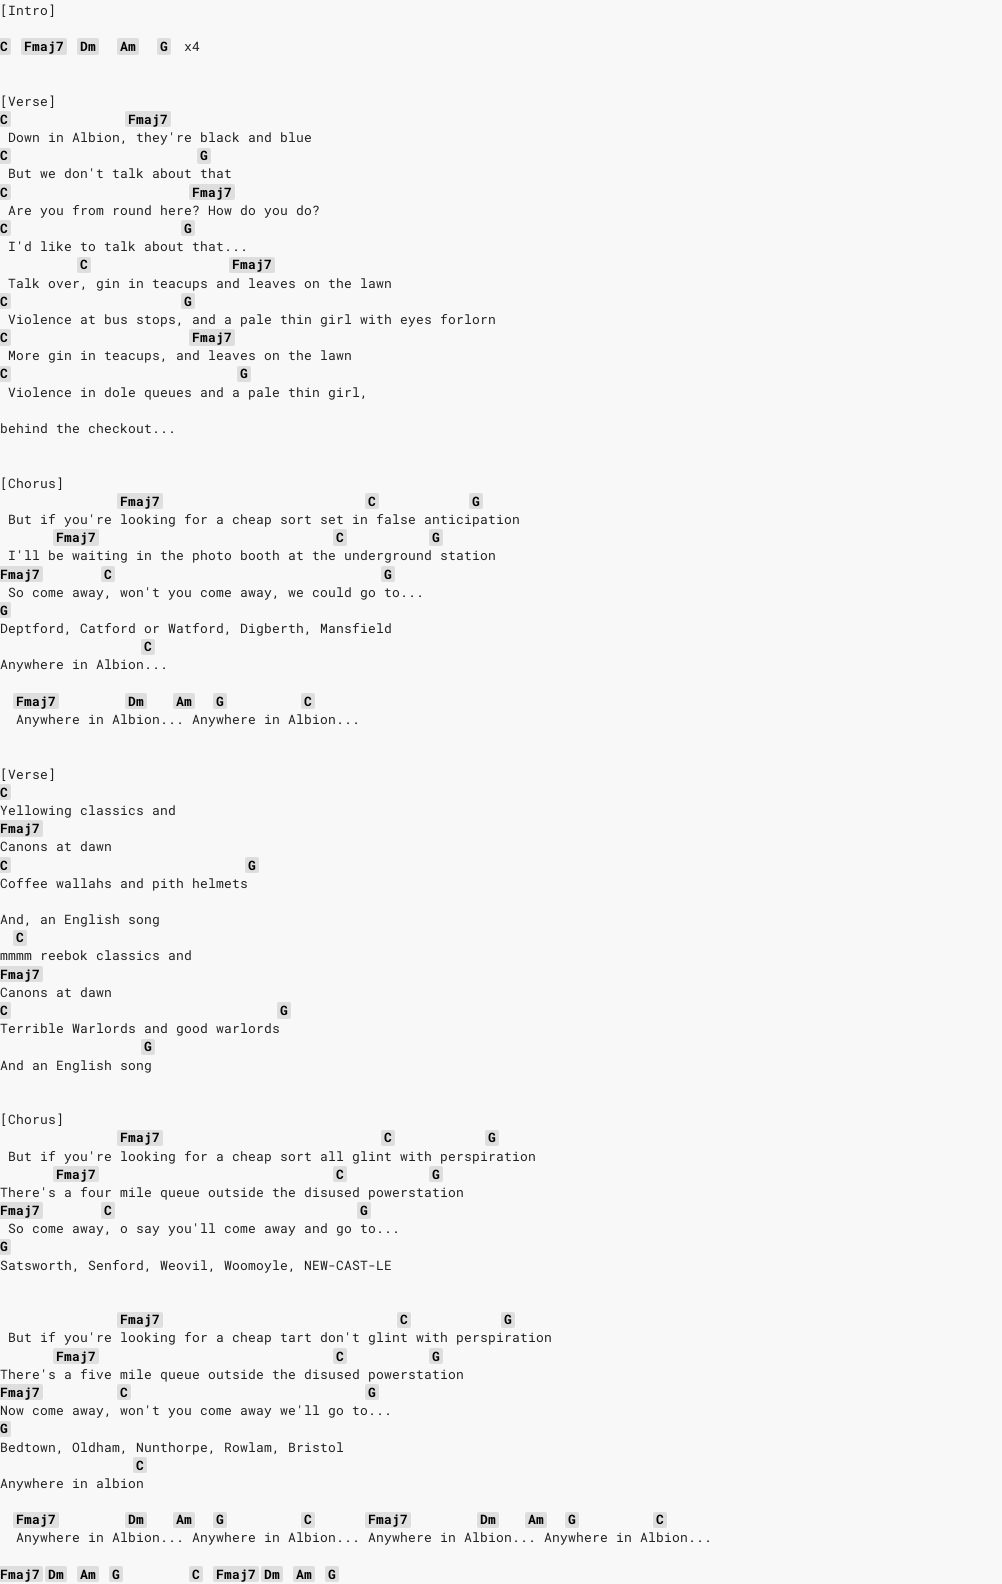 [Intro]
C Fmaj7 Dm Am G x4
[Verse]
C Fmaj7
Down in Albion, they're black and blue
C G
But we don't talk about that
C Fmaj7
Are you from round here? How do you do?
C G
I'd like to talk about that...
C Fmaj7
Talk over, gin in teacups and leaves on the lawn
C G
Violence at bus stops, and a pale thin girl with eyes forlorn
C Fmaj7
More gin in teacups, and leaves on the lawn
C G
Violence in dole queues and a pale thin girl,
behind the checkout...
[Chorus]
Fmaj7 C G
But if you're looking for a cheap sort set in false anticipation
Fmaj7 C G
I'll be waiting in the photo booth at the underground station
Fmaj7 C G
So come away, won't you come away, we could go to...
G
Deptford, Catford or Watford, Digberth, Mansfield
C
Anywhere in Albion...
Fmaj7 Dm Am G C
Anywhere in Albion... Anywhere in Albion...
[Verse]
C
Yellowing classics and
Fmaj7
Canons at dawn
C G
Coffee wallahs and pith helmets
And, an English song
C
mmmm reebok classics and
Fmaj7
Canons at dawn
C G
Terrible Warlords and good warlords
G
And an English song
[Chorus]
Fmaj7 C G
But if you're looking for a cheap sort all glint with perspiration
Fmaj7 C G
There's a four mile queue outside the disused powerstation
Fmaj7 C G
So come away, o say you'll come away and go to...
G
Satsworth, Senford, Weovil, Woomoyle, NEW-CAST-LE
Fmaj7 C G
But if you're looking for a cheap tart don't glint with perspiration
Fmaj7 C G
There's a five mile queue outside the disused powerstation
Fmaj7 C G
Now come away, won't you come away we'll go to...
G
Bedtown, Oldham, Nunthorpe, Rowlam, Bristol
C
Anywhere in albion
Fmaj7 Dm Am G C Fmaj7 Dm Am G C
Anywhere in Albion... Anywhere in Albion... Anywhere in Albion... Anywhere in Albion...
Fmaj7 Dm Am G C Fmaj7 Dm Am G